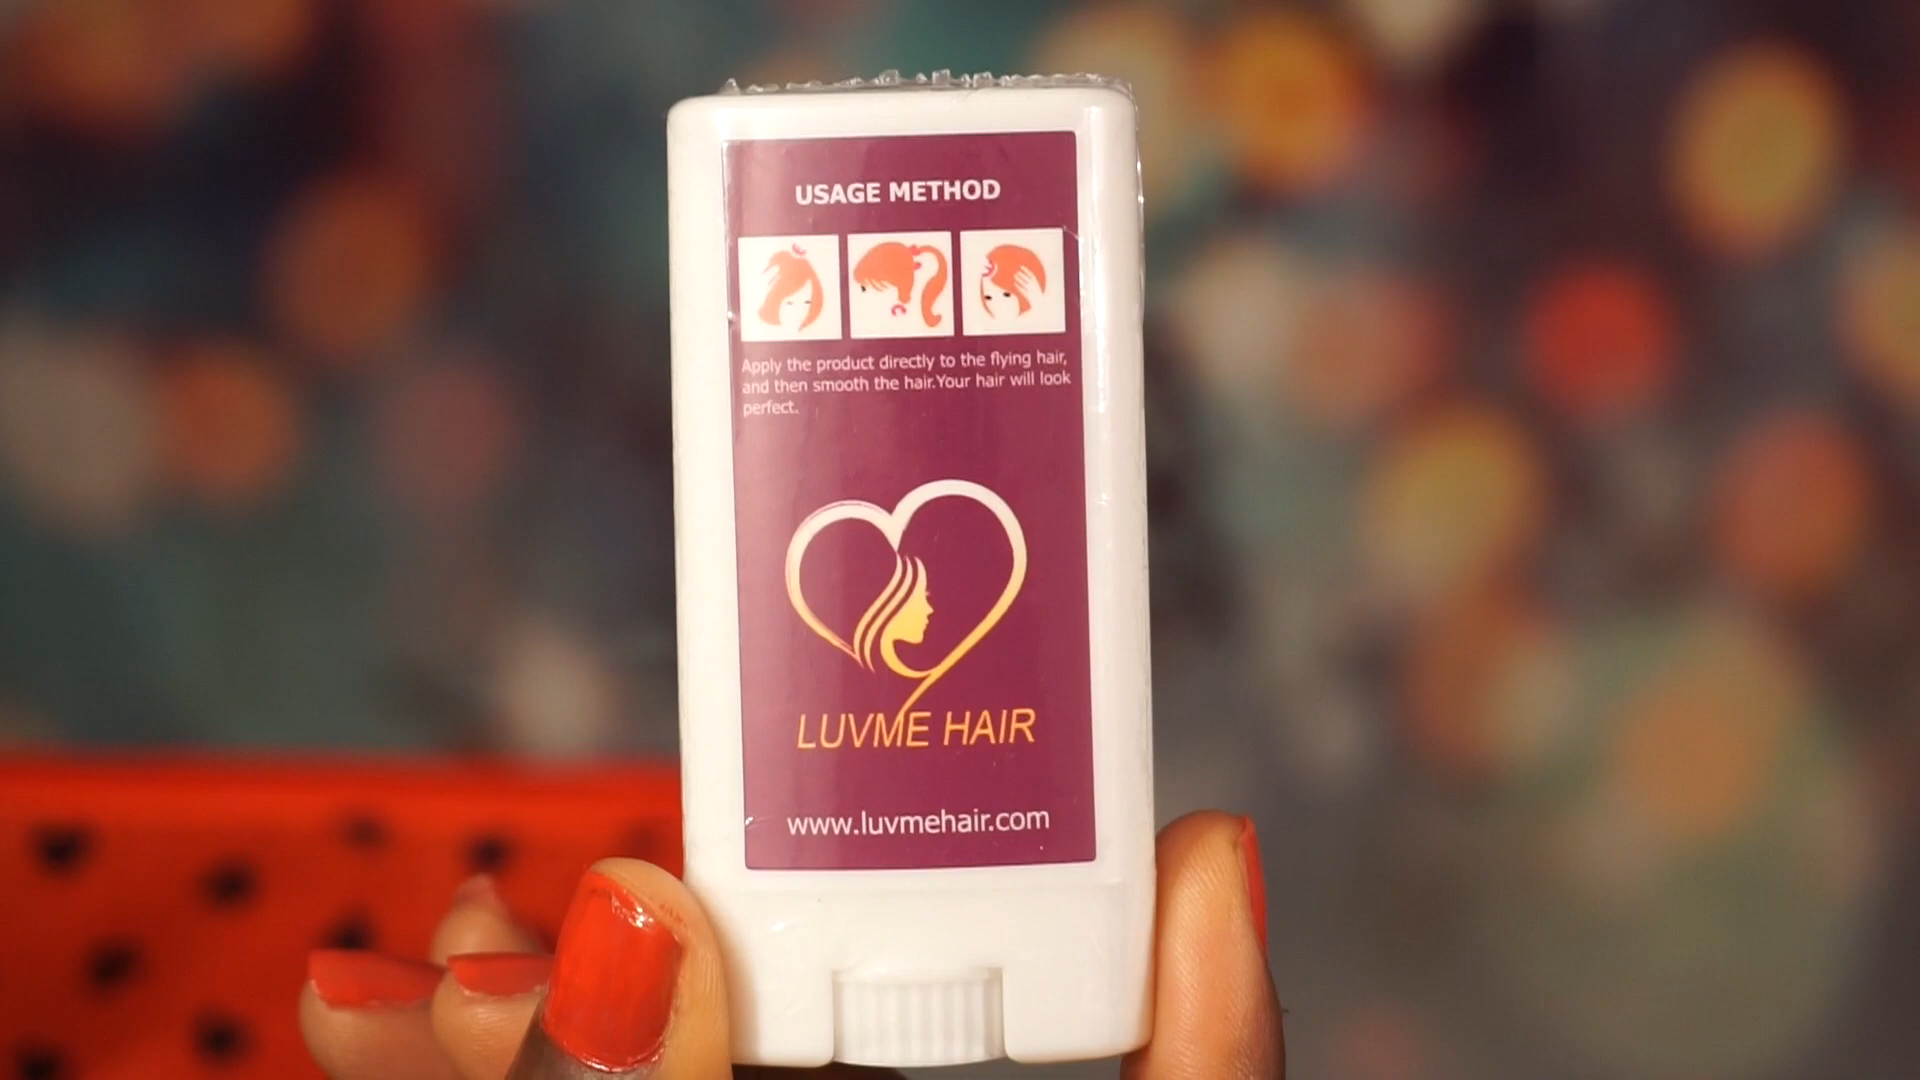 USAGE METHOD
Apply the product directly to the flying hair,
and then smooth the hair.Your hair will look
perfect.
LUVME HAIR
www.luvmehair.com